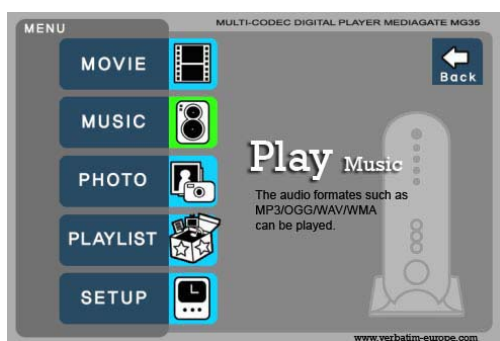 MENU
MULTI-CODEC DIGITAL PLAYER MEDIAGATE MG35
MOVIE
Back
MUSIC
Play Music
PHOTO
The audio formates such as
MP3/OGG/WAV/WMA
can be played.
PLAYLIST
SETUP
www.verbatim-europe.com